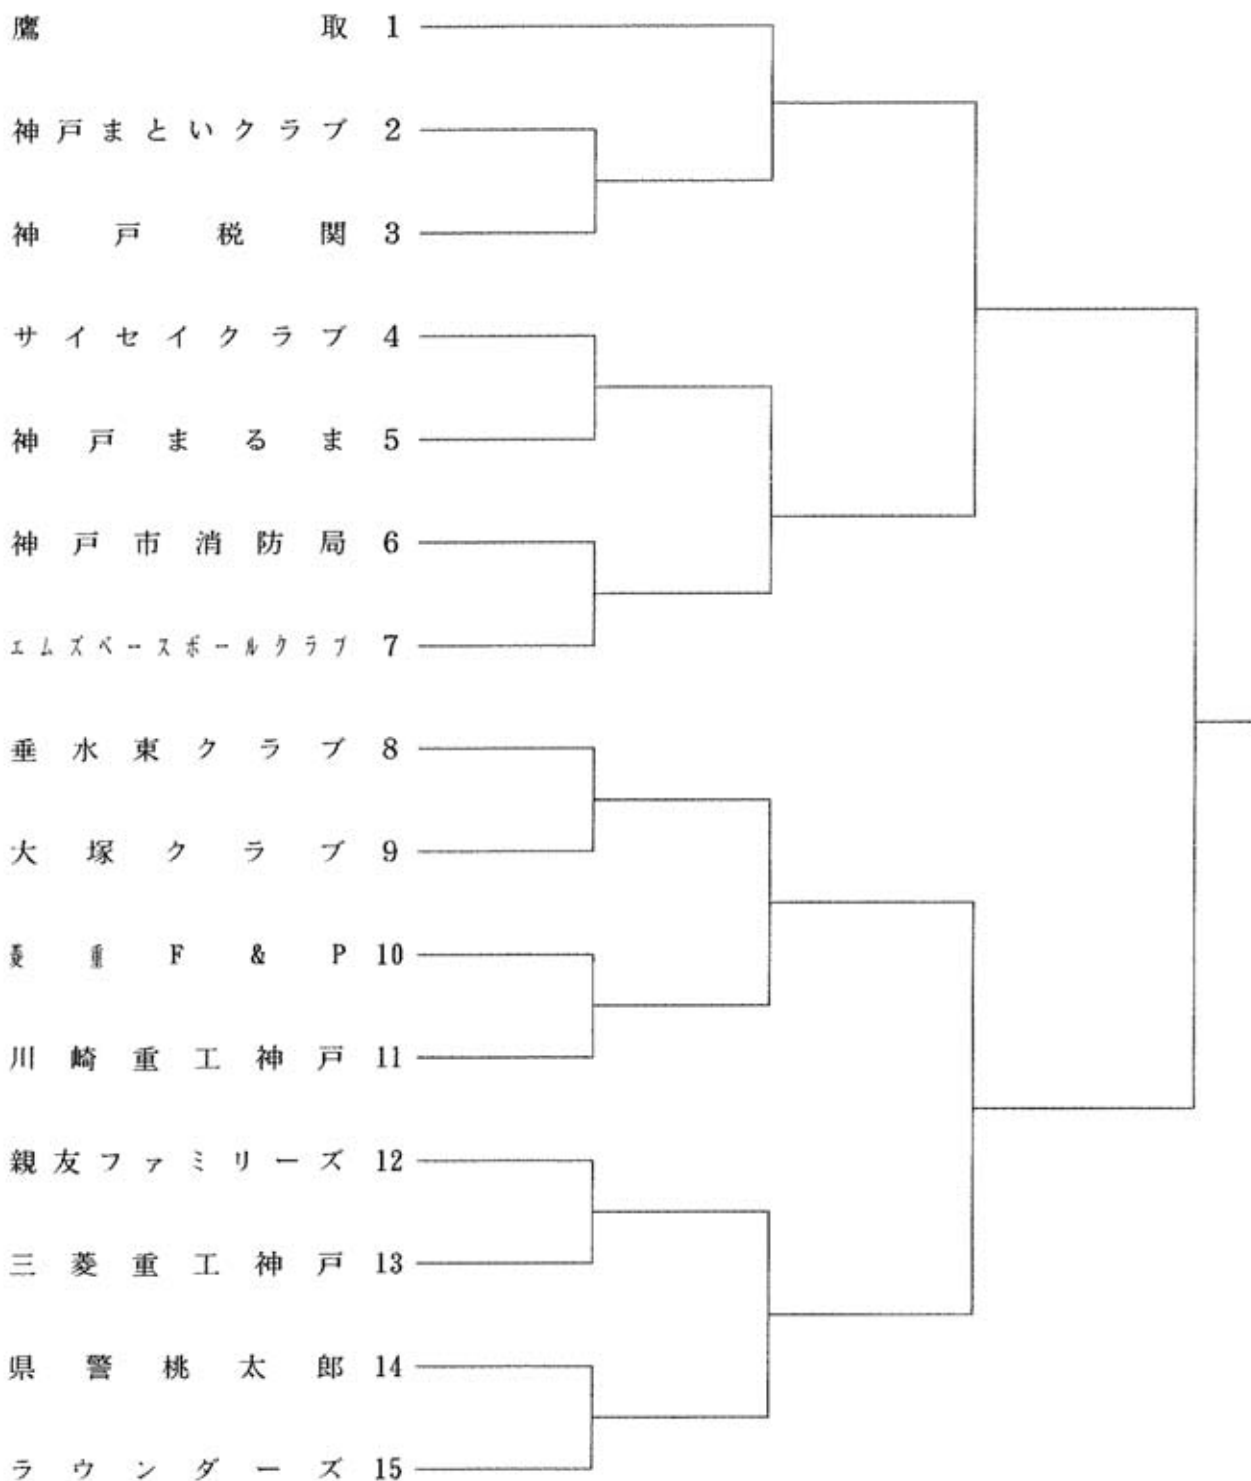 鷹取 1
神戸まといクラブ 2
神戸税関 3
サイセイクラブ 4
神戸まるま 5
神戸市消防局 6
エムズベースボールクラブ 7
垂水東クラブ 8
大塚クラブ 9
菱重F&P 10
川崎重工神戸 11
親友ファミリーズ 12
三菱重工神戸 13
県警桃太郎 14
ラウンダーズ 15